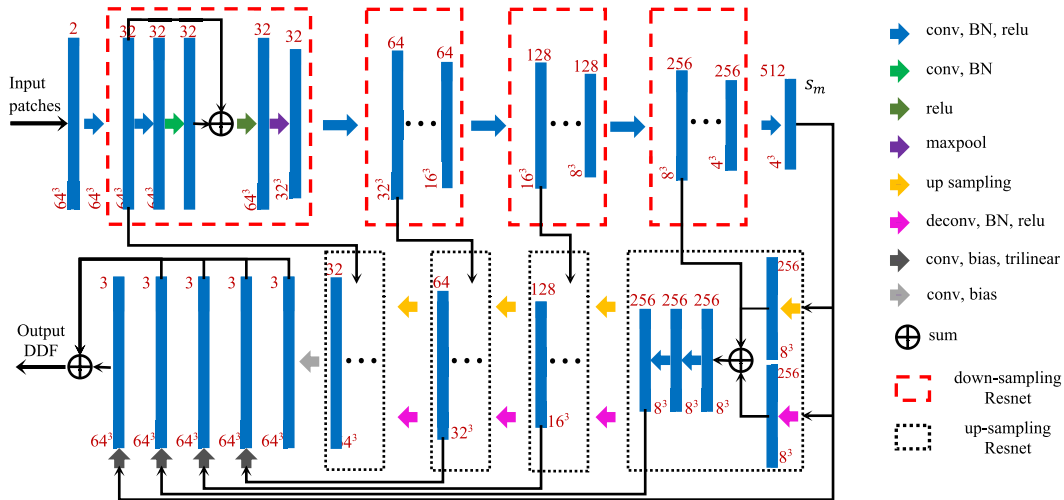 2 32 32 32 32 32 64 64 128 128 256 256 512 s_m
Input
patches
64³ 64³ 64³ 64³ 64³ 32³ 32³ 16³ 16³ 8³ 8³ 4³ 4³
3 3 3 3 3 32 64 128 256 256 256 256
Output
DDF
8³
256
64³ 64³ 64³ 64³ 64³ 64³ 32³ 16³ 8³ 8³ 8³ 8³
conv, BN, relu
conv, BN
relu
maxpool
up sampling
deconv, BN, relu
conv, bias, trilinear
conv, bias
sum
down-sampling
Resnet
up-sampling
Resnet